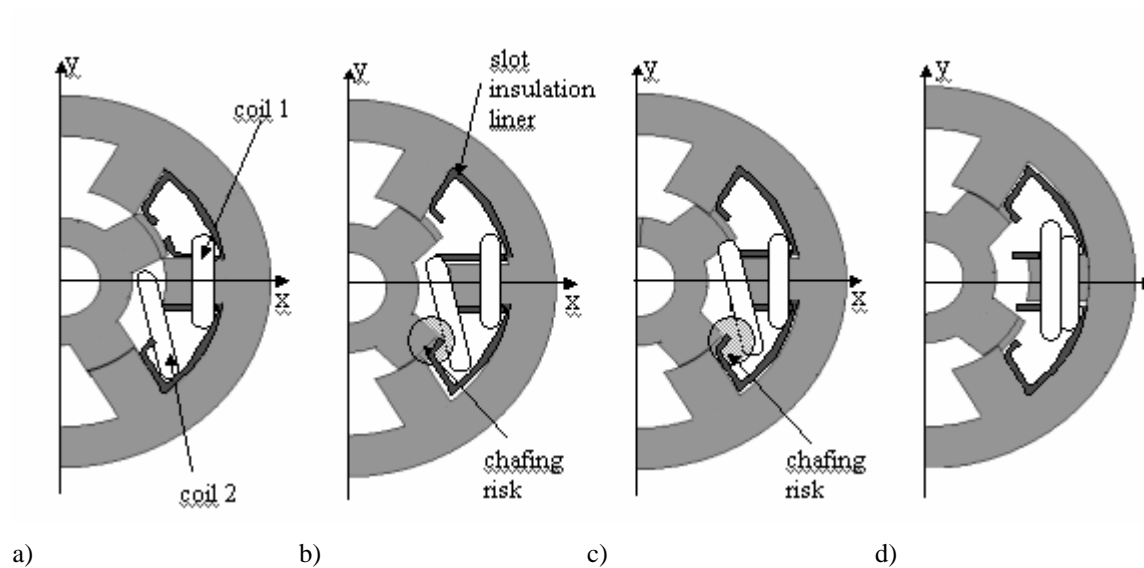 y
coil 1
x
coil 2
y
slot
insulation
liner
x
chafing
risk
y
x
chafing
risk
y
x
a)
b)
c)
d)